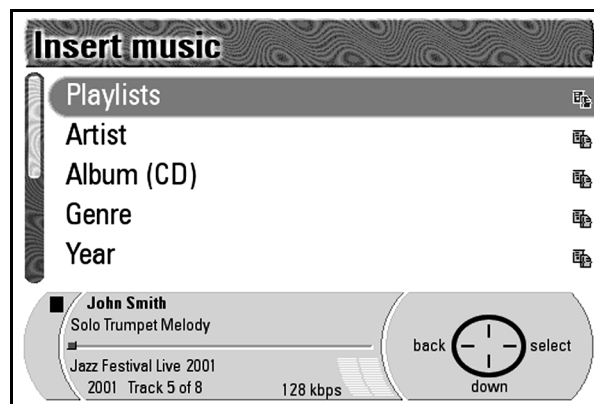 Insert music
Playlists
Artist
Album (CD)
Genre
Year
John Smith
Solo Trumpet Melody
Jazz Festival Live 2001
2001 Track 5 of 8 128 kbps
back select
down